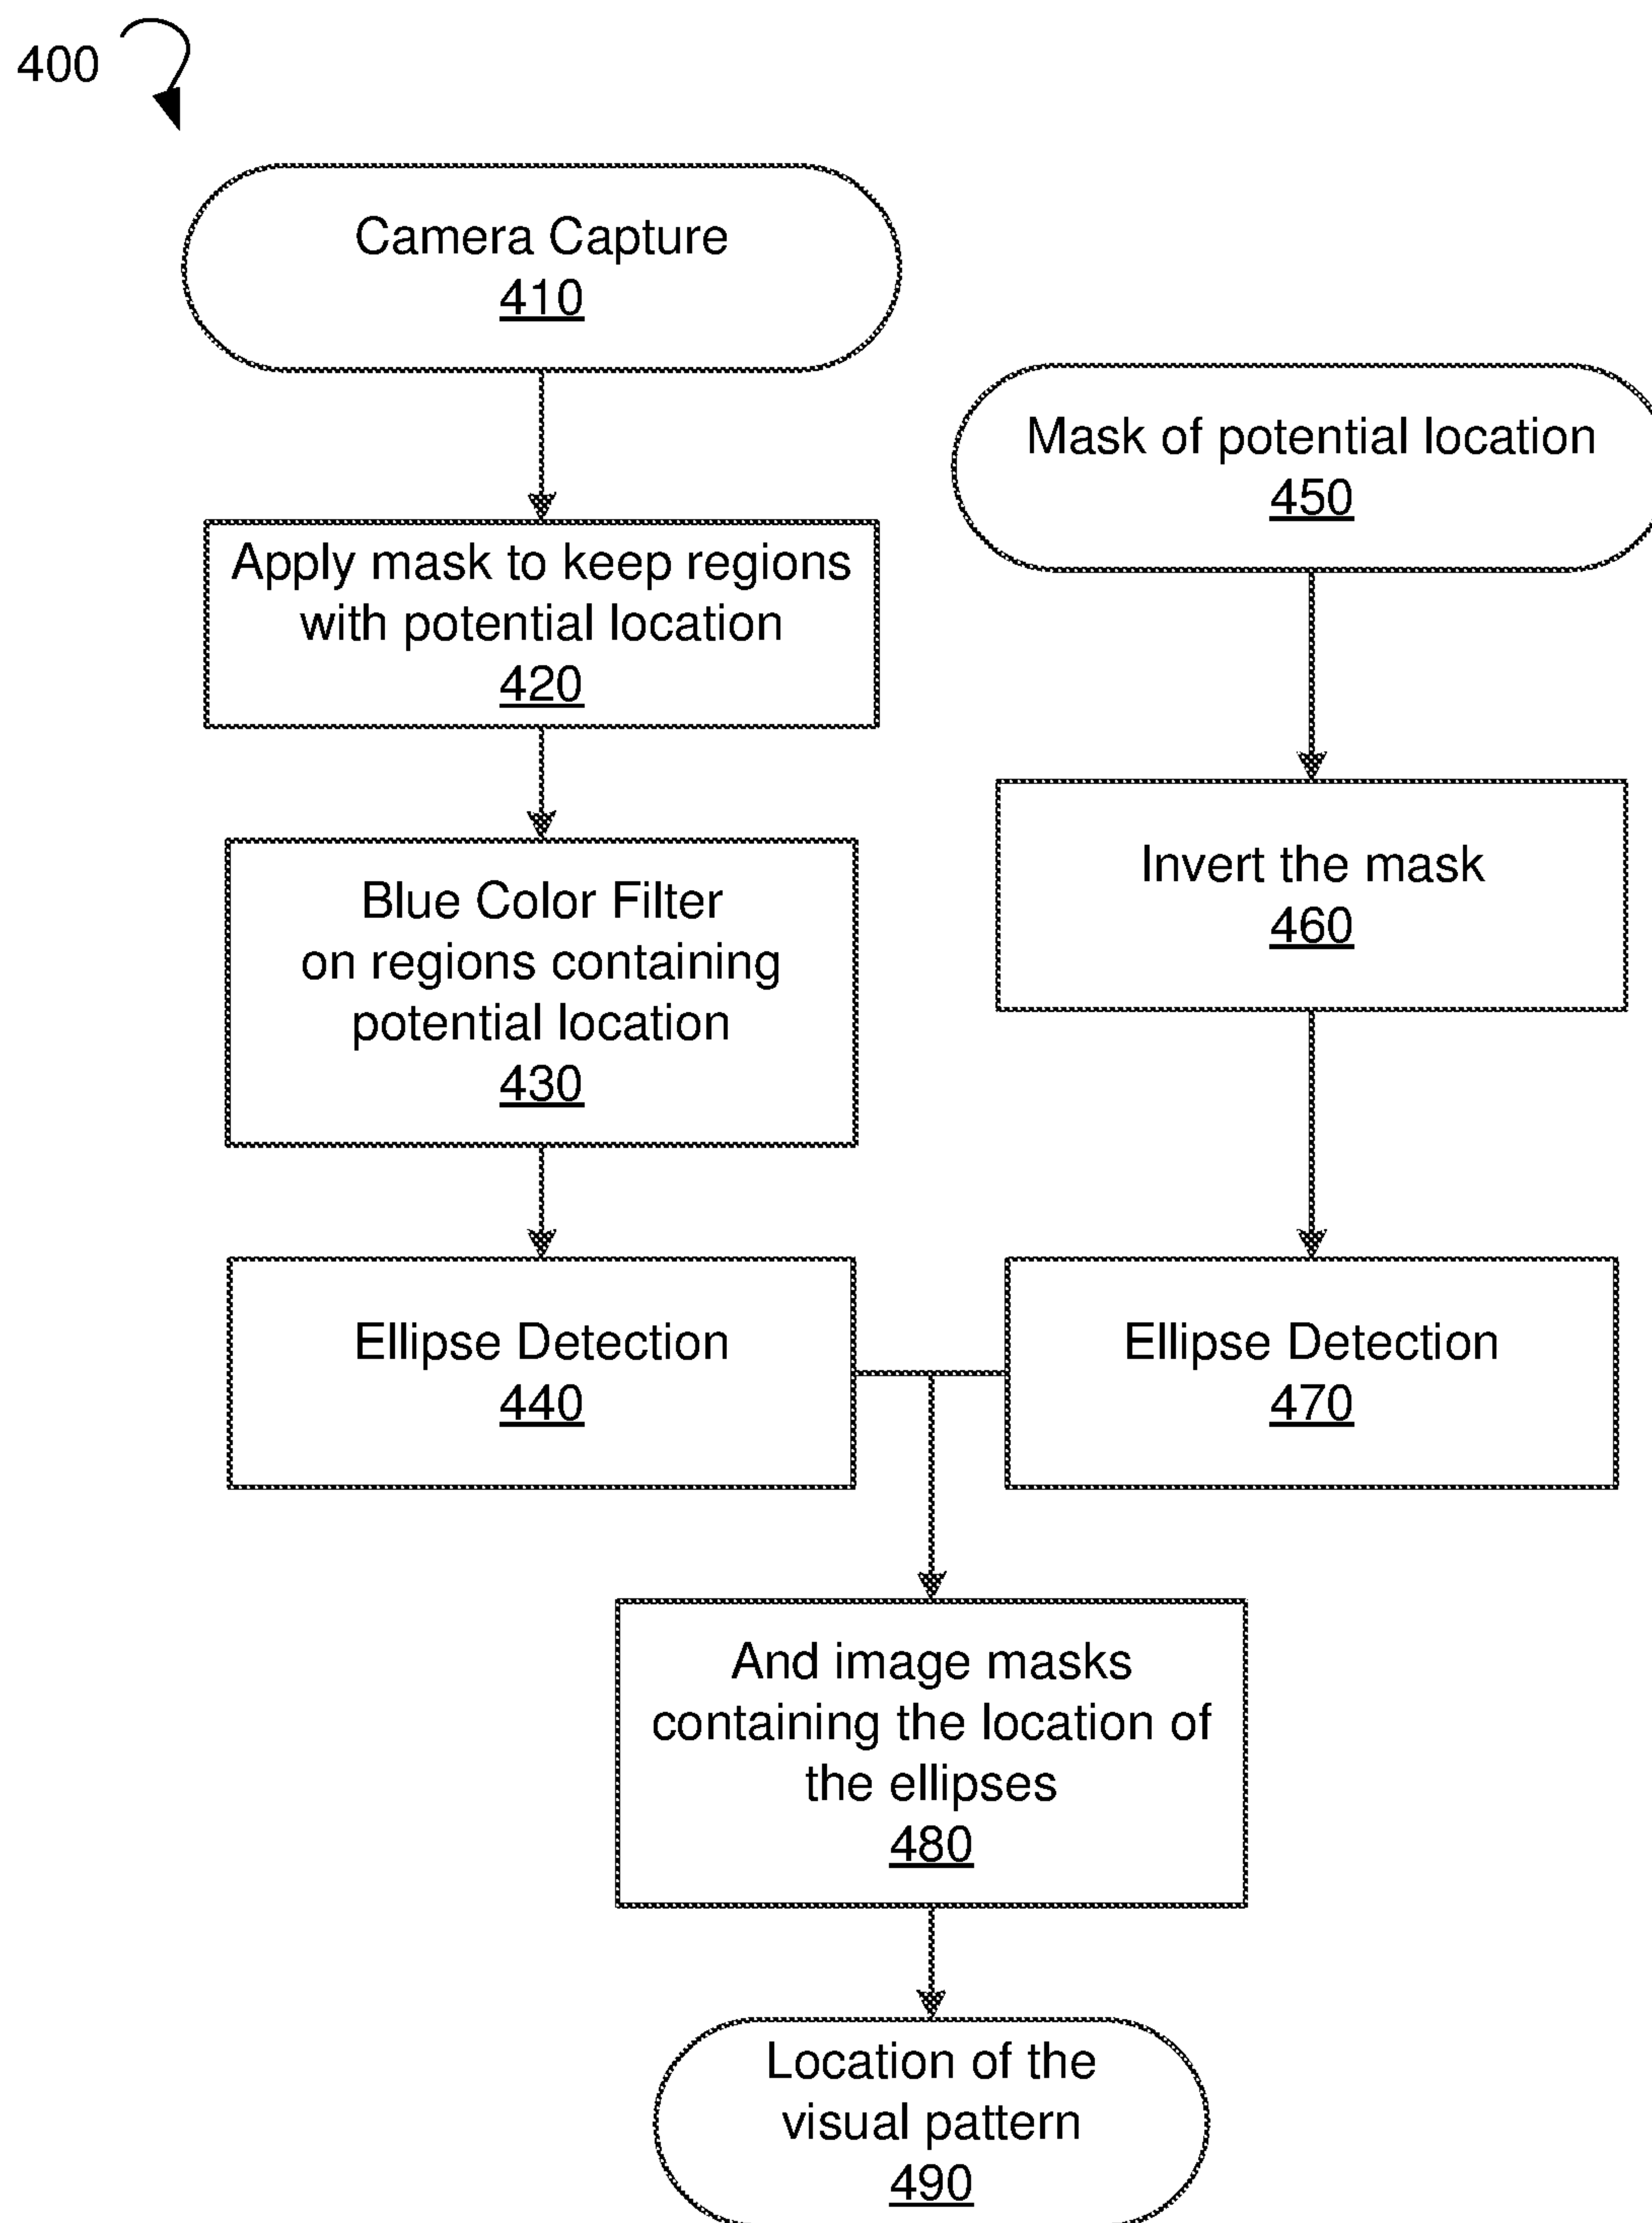 400
Camera Capture
410
Apply mask to keep regions
with potential location
420
Blue Color Filter
on regions containing
potential location
430
Ellipse Detection
440
Mask of potential location
450
Invert the mask
460
Ellipse Detection
470
And image masks
containing the location of
the ellipses
480
Location of the
visual pattern
490